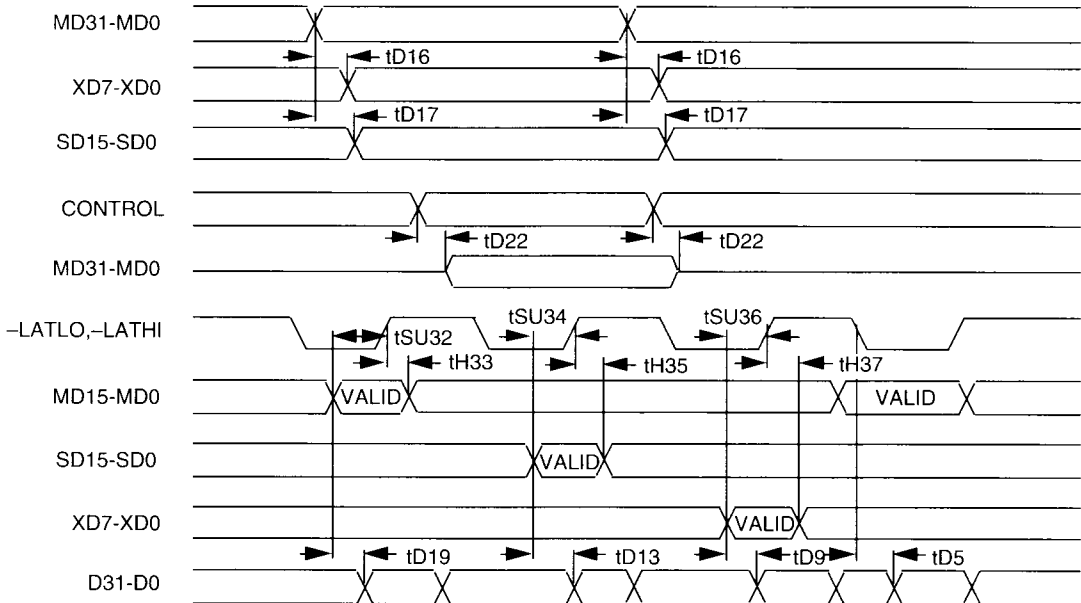 MD31-MD0
tD16 tD16
XD7-XD0
tD17 tD17
SD15-SD0
CONTROL
tD22 tD22
MD31-MD0
–LATLO,–LATHI
tSU32 tSU34 tSU36
tH33 tH35 tH37
MD15-MD0 VALID VALID
SD15-SD0 VALID
XD7-XD0 VALID
tD19 tD13 tD9 tD5
D31-D0